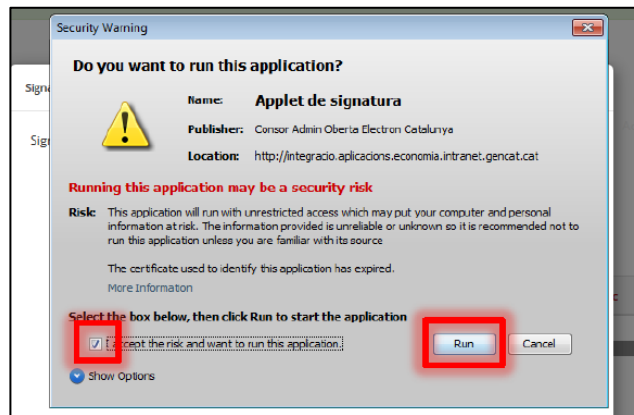 Security Warning
Do you want to run this application?
Name: Applet de signatura
Publisher: Consor Admin Oberta Electron Catalunya
Location: http://integracio.aplicacions.economia.intranet.gencat.cat
Running this application may be a security risk
Risk: This application will run with unrestricted access which may put your computer and personal
information at risk. The information provided is unreliable or unknown so it is recommended not to
run this application unless you are familiar with its source
The certificate used to identify this application has expired.
More Information
Select the box below, then click Run to start the application
I accept the risk and want to run this application.
Run
Cancel
Show Options